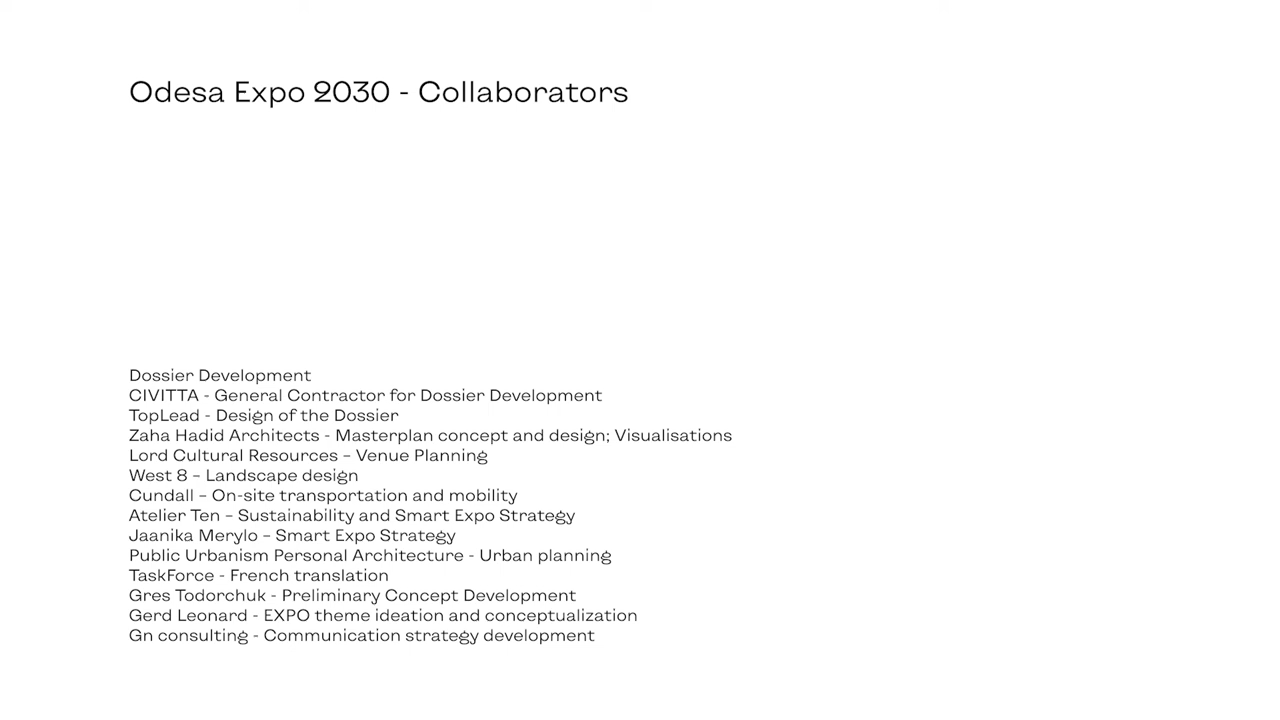 Odesa Expo 2030 - Collaborators
Dossier Development
CIVITTA - General Contractor for Dossier Development
TopLead - Design of the Dossier
Zaha Hadid Architects - Masterplan concept and design; Visualisations
Lord Cultural Resources – Venue Planning
West 8 – Landscape design
Cundall – On-site transportation and mobility
Atelier Ten – Sustainability and Smart Expo Strategy
Jaanika Merylo – Smart Expo Strategy
Public Urbanism Personal Architecture - Urban planning
TaskForce - French translation
Gres Todorchuk - Preliminary Concept Development
Gerd Leonard - EXPO theme ideation and conceptualization
Gn consulting - Communication strategy development